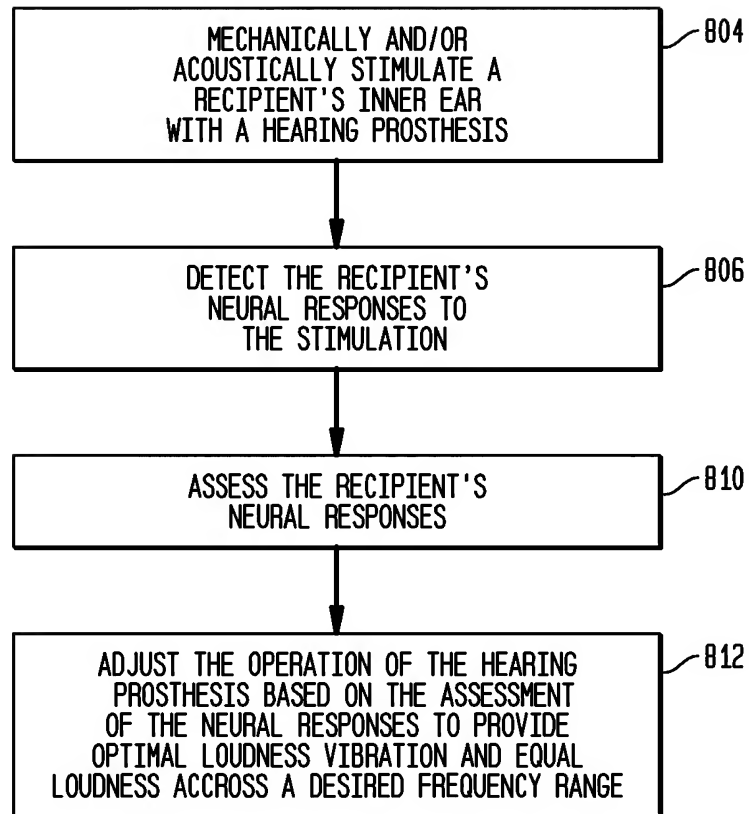 MECHANICALLY AND/OR
ACOUSTICALLY STIMULATE A
RECIPIENT'S INNER EAR
WITH A HEARING PROSTHESIS
804
DETECT THE RECIPIENT'S
NEURAL RESPONSES TO
THE STIMULATION
806
ASSESS THE RECIPIENT'S
NEURAL RESPONSES
810
ADJUST THE OPERATION OF THE HEARING
PROSTHESIS BASED ON THE ASSESSMENT
OF THE NEURAL RESPONSES TO PROVIDE
OPTIMAL LOUDNESS VIBRATION AND EQUAL
LOUDNESS ACCROSS A DESIRED FREQUENCY RANGE
812